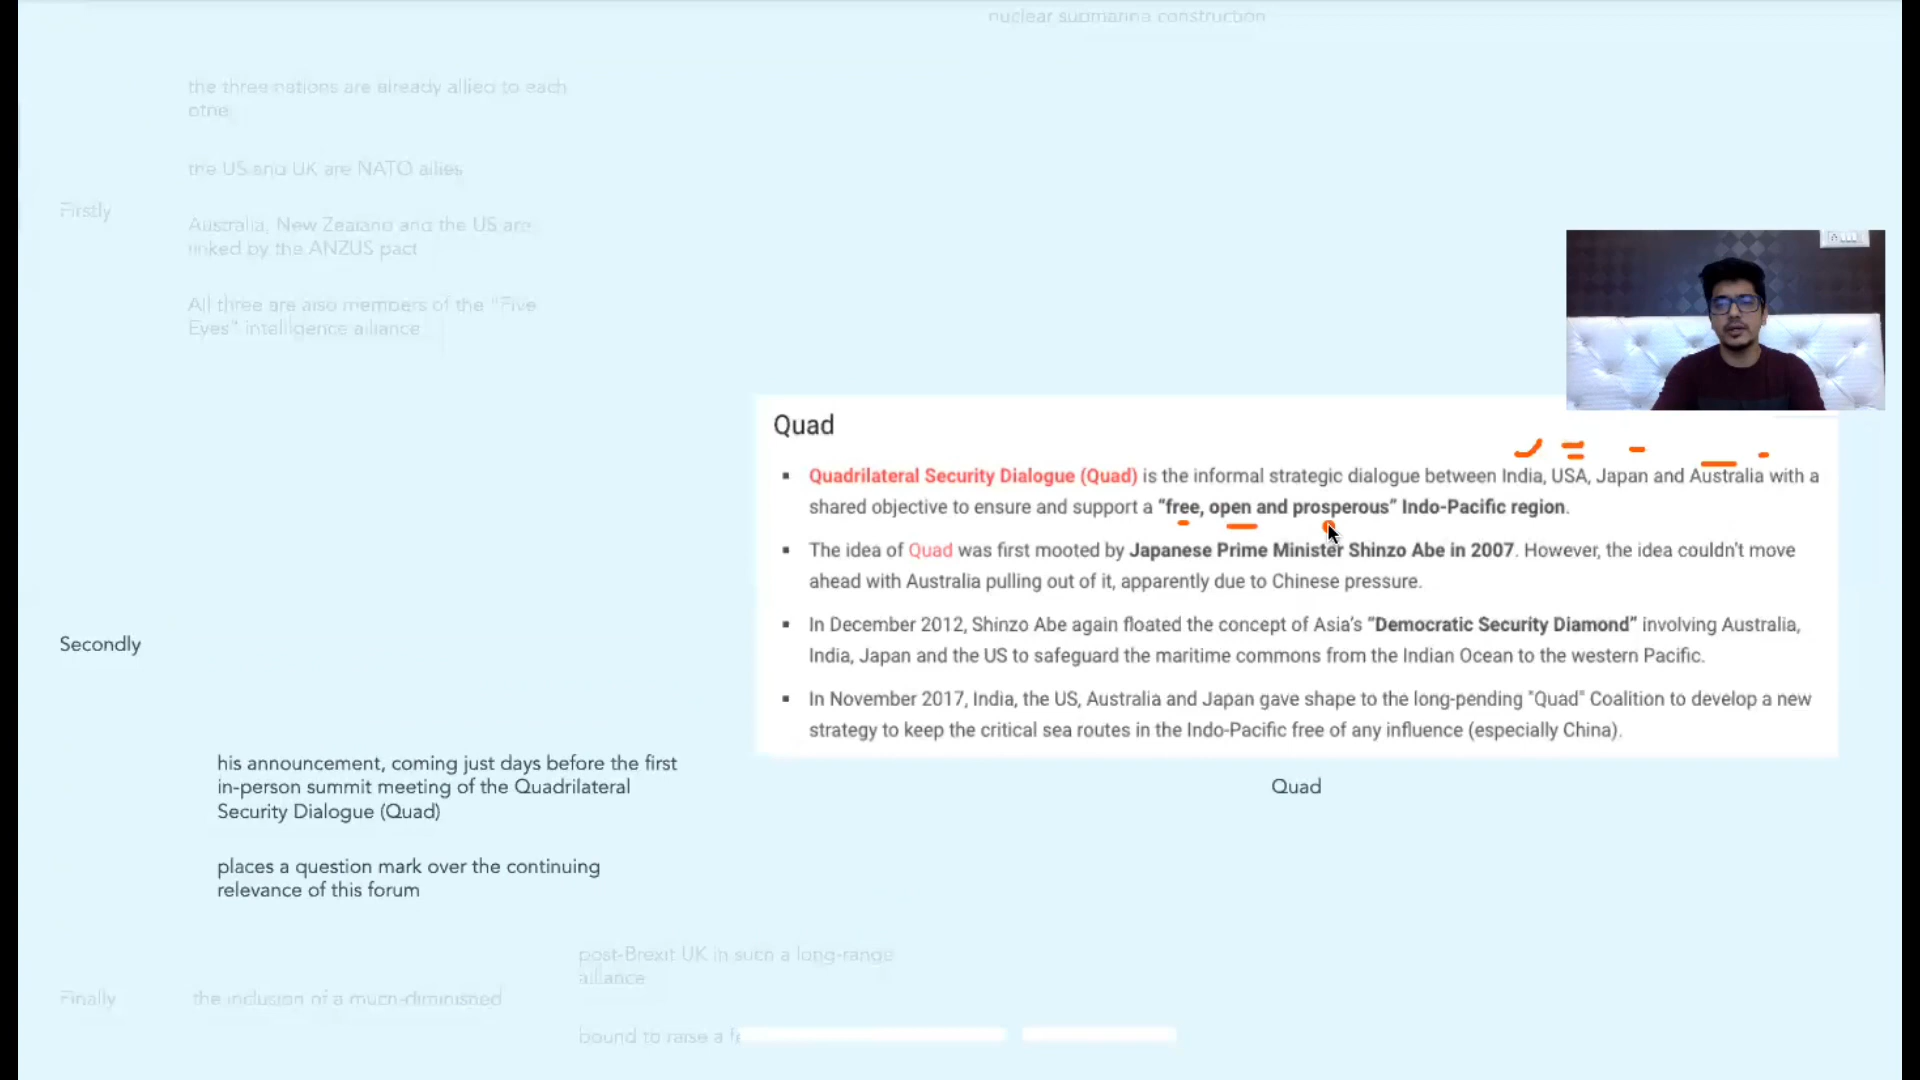 nuclear submarine construction
the three nations are already allied to each
othe
the US and UK are NATO allies
Firstly
Australia, New Zealand and the US are
linked by the ANZUS pact
All three are also members of the "Five
Eyes" intelligence alliance
Quad
▪ Quadrilateral Security Dialogue (Quad) is the informal strategic dialogue between India, USA, Japan and Australia with a
shared objective to ensure and support a “free, open and prosperous” Indo-Pacific region.
▪ The idea of Quad was first mooted by Japanese Prime Minister Shinzo Abe in 2007. However, the idea couldn't move
ahead with Australia pulling out of it, apparently due to Chinese pressure.
▪ In December 2012, Shinzo Abe again floated the concept of Asia's “Democratic Security Diamond” involving Australia,
India, Japan and the US to safeguard the maritime commons from the Indian Ocean to the western Pacific.
▪ In November 2017, India, the US, Australia and Japan gave shape to the long-pending "Quad" Coalition to develop a new
strategy to keep the critical sea routes in the Indo-Pacific free of any influence (especially China).
Quad
Secondly
his announcement, coming just days before the first
in-person summit meeting of the Quadrilateral
Security Dialogue (Quad)
places a question mark over the continuing
relevance of this forum
Finally
the inclusion of a much-diminished
post-Brexit UK in such a long-range
alliance
bound to raise a